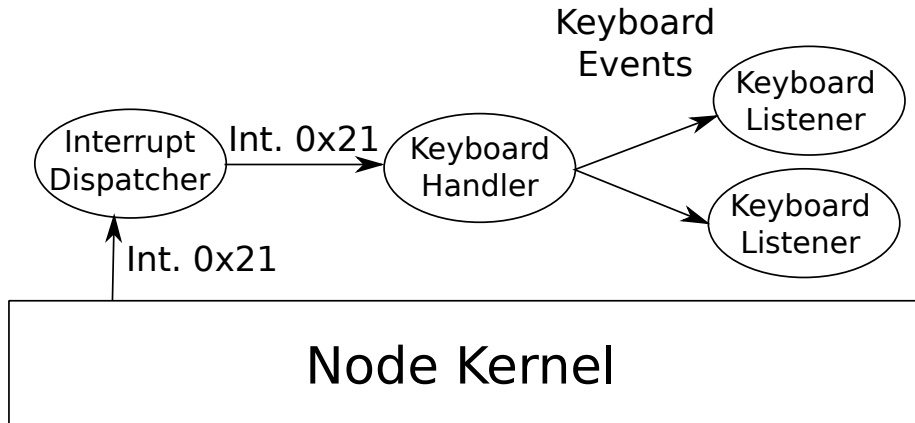 Keyboard
Events
Keyboard
Listener
Interrupt
Dispatcher
Int. 0x21
Keyboard
Handler
Keyboard
Listener
Int. 0x21
Node Kernel